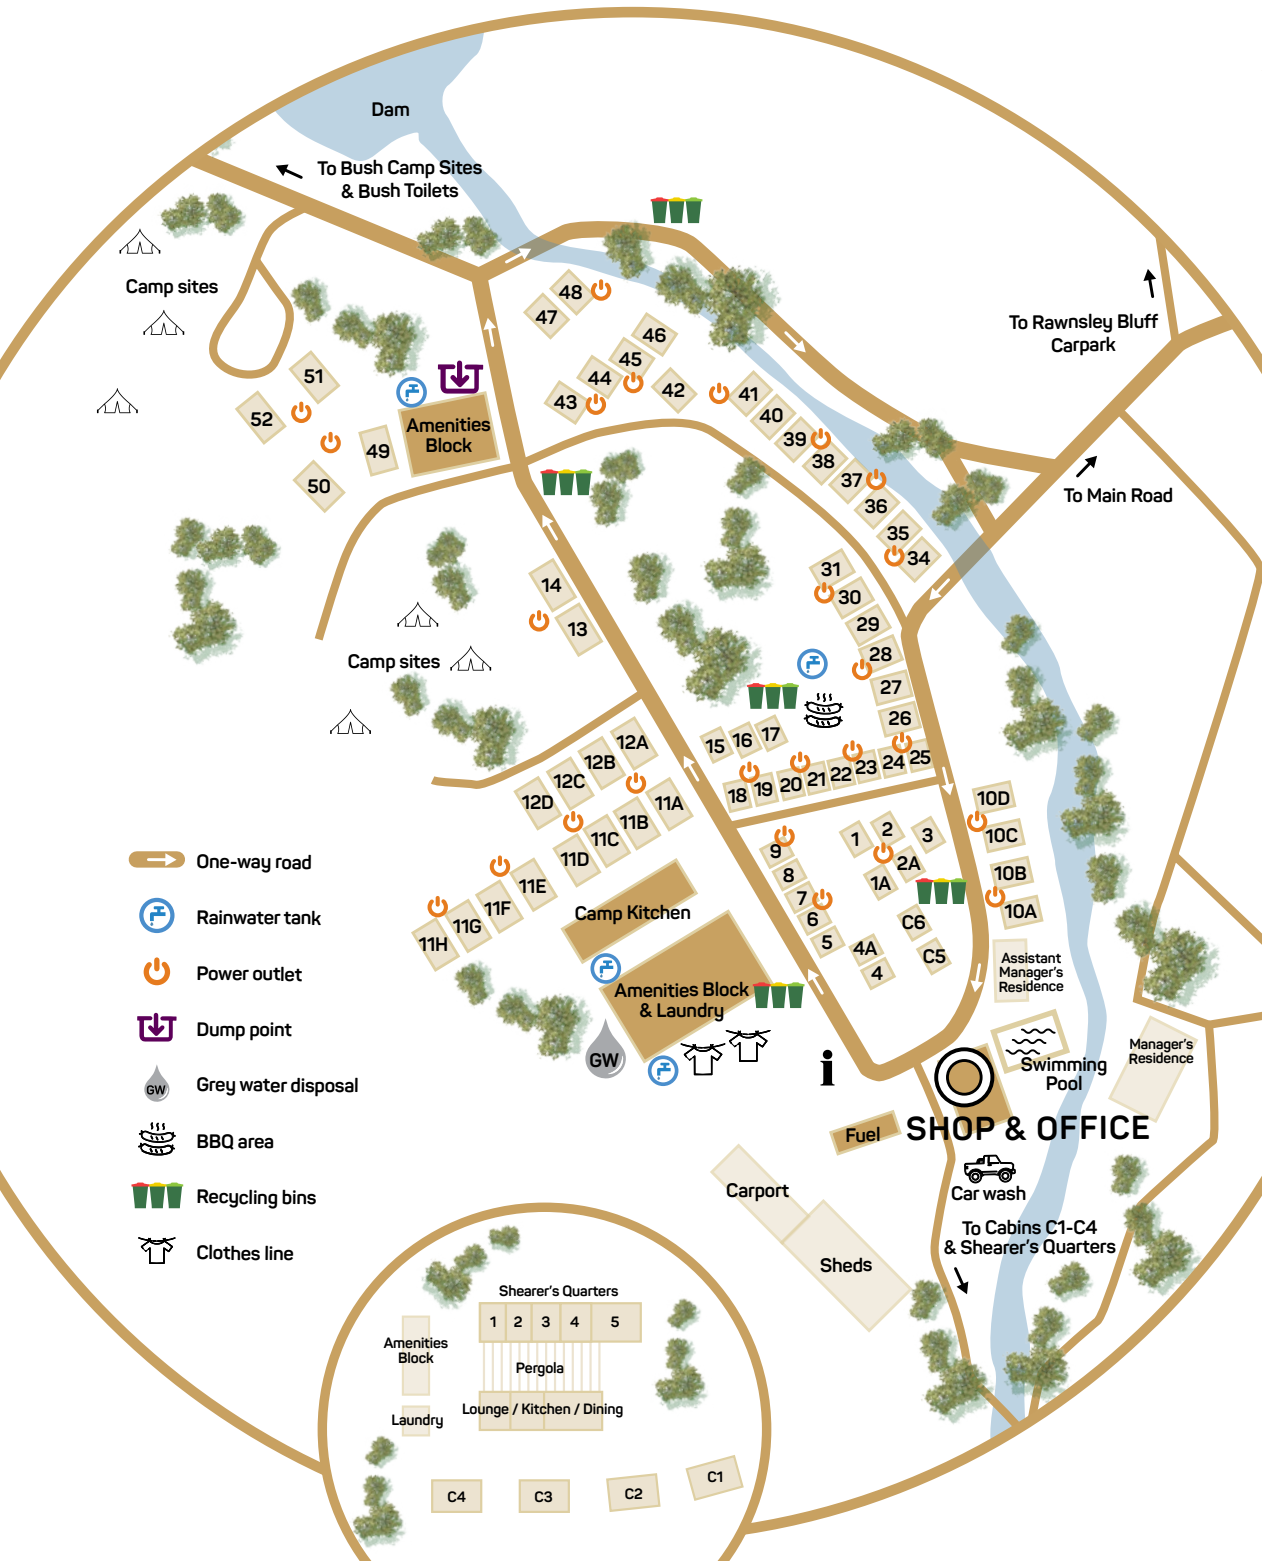 Dam
To Bush Camp Sites
& Bush Toilets
Camp sites
To Rawnsley Bluff
Carpark
To Main Road
48
47
46
45
44
43
42
41
40
39
38
37
36
35
34
51
52
49
50
Amenities
Block
14
13
Camp sites
31
30
29
28
27
26
25
24
23
22
21
20
19
18
15
16
17
12A
12B
12C
12D
11A
11B
11C
11D
11E
11F
11G
11H
10D
10C
10B
10A
1
2
3
2A
1A
9
8
7
6
5
4A
4
C6
C5
Camp Kitchen
Amenities Block
& Laundry
GW
i
Assistant
Manager's
Residence
Swimming
Pool
Manager's
Residence
Fuel
SHOP & OFFICE
Car wash
Carport
Sheds
To Cabins C1-C4
& Shearer's Quarters
One-way road
Rainwater tank
Power outlet
Dump point
GW
Grey water disposal
BBQ area
Recycling bins
Clothes line
Shearer's Quarters
1
2
3
4
5
Amenities
Block
Pergola
Lounge / Kitchen / Dining
Laundry
C4
C3
C2
C1